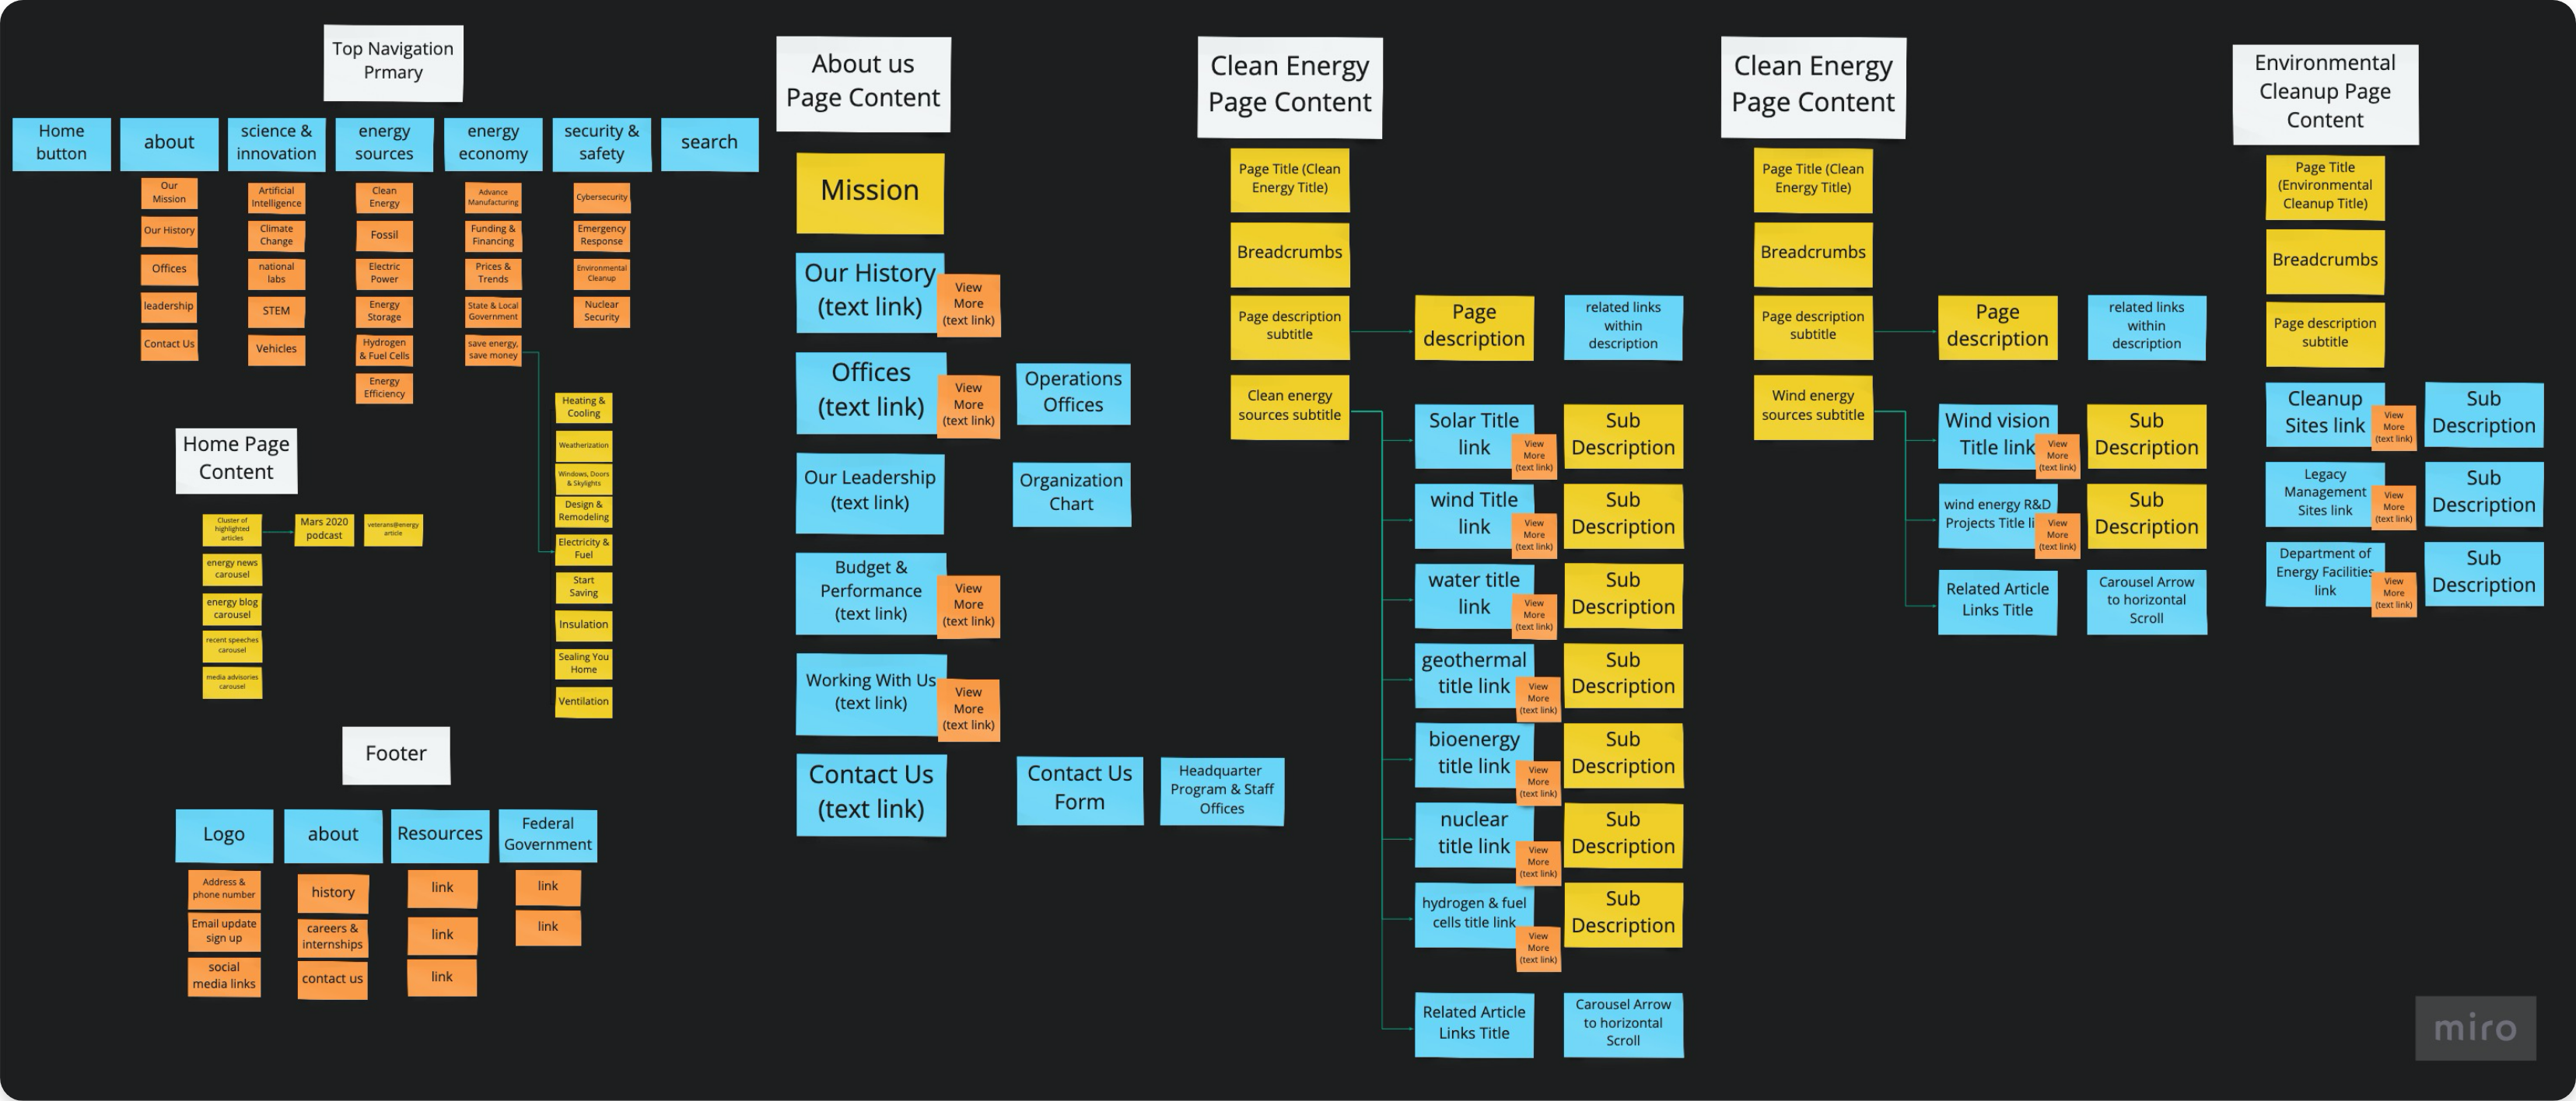 Top Navigation
Prmary
Home
button
about
science &
innovation
energy
sources
energy
economy
security &
safety
search
Our
Mission
Our History
Offices
leadership
Contact Us
Artificial
Intelligence
Climate
Change
national
labs
STEM
Vehicles
Clean
Energy
Fossil
Electric
Power
Energy
Storage
Hydrogen
& Fuel Cells
Energy
Efficiency
Advance
Manufacturing
Funding &
Financing
Prices &
Trends
State & Local
Government
save energy,
save money
Cybersecurity
Emergency
Response
Environmental
Cleanup
Nuclear
Security
Heating &
Cooling
Weatherization
Windows, Doors
& Skylights
Design &
Remodeling
Electricity &
Fuel
Start
Saving
Insulation
Sealing You
Home
Ventilation
Home Page
Content
Cluster of
highlighted
articles
Mars 2020
podcast
veterans@energy
article
energy news
carousel
energy blog
carousel
recent speeches
carousel
media advisories
carousel
Footer
Logo
about
Resources
Federal
Government
Address &
phone number
Email update
sign up
social
media links
history
careers &
internships
contact us
link
link
link
link
link
About us
Page Content
Mission
Our History
(text link)
View
More
(text link)
Offices
(text link)
View
More
(text link)
Operations
Offices
Our Leadership
(text link)
Organization
Chart
Budget &
Performance
(text link)
View
More
(text link)
Working With Us
(text link)
View
More
(text link)
Contact Us
(text link)
Contact Us
Form
Headquarter
Program & Staff
Offices
Clean Energy
Page Content
Page Title (Clean
Energy Title)
Breadcrumbs
Page description
subtitle
Page
description
related links
within
description
Clean energy
sources subtitle
Solar Title
link
View
More
(text link)
Sub
Description
wind Title
link
View
More
(text link)
Sub
Description
water title
link
View
More
(text link)
Sub
Description
geothermal
title link
View
More
(text link)
Sub
Description
bioenergy
title link
View
More
(text link)
Sub
Description
nuclear
title link
View
More
(text link)
Sub
Description
hydrogen & fuel
cells title link
View
More
(text link)
Sub
Description
Related Article
Links Title
Carousel Arrow
to horizontal
Scroll
Clean Energy
Page Content
Page Title (Clean
Energy Title)
Breadcrumbs
Page description
subtitle
Page
description
related links
within
description
Wind energy
sources subtitle
Wind vision
Title link
View
More
(text link)
Sub
Description
wind energy R&D
Projects Title li
View
More
(text link)
Sub
Description
Related Article
Links Title
Carousel Arrow
to horizontal
Scroll
Environmental
Cleanup Page
Content
Page Title
(Environmental
Cleanup Title)
Breadcrumbs
Page description
subtitle
Cleanup
Sites link
View
More
(text link)
Sub
Description
Legacy
Management
Sites link
View
More
(text link)
Sub
Description
Department of
Energy Facilities
link
View
More
(text link)
Sub
Description
miro